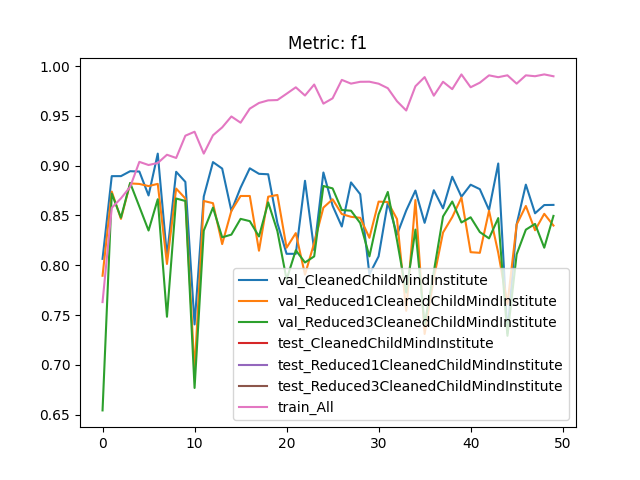 Metric: f1
1.00
0.95
0.90
0.85
0.80
0.75
0.70
0.65
val_CleanedChildMindInstitute
val_Reduced1CleanedChildMindInstitute
val_Reduced3CleanedChildMindInstitute
test_CleanedChildMindInstitute
test_Reduced1CleanedChildMindInstitute
test_Reduced3CleanedChildMindInstitute
train_All
0 10 20 30 40 50